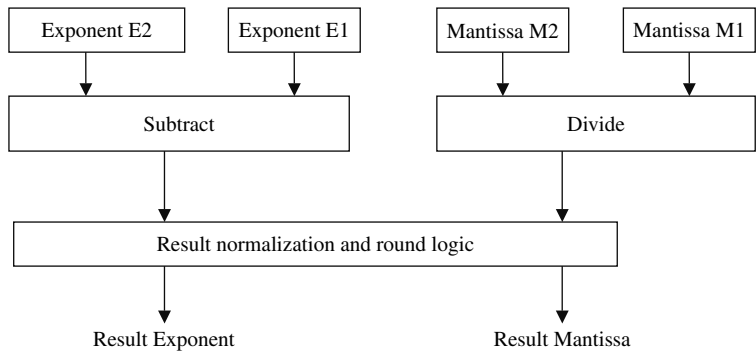 Exponent E2
Exponent E1
Mantissa M2
Mantissa M1
Subtract
Divide
Result normalization and round logic
Result Exponent
Result Mantissa